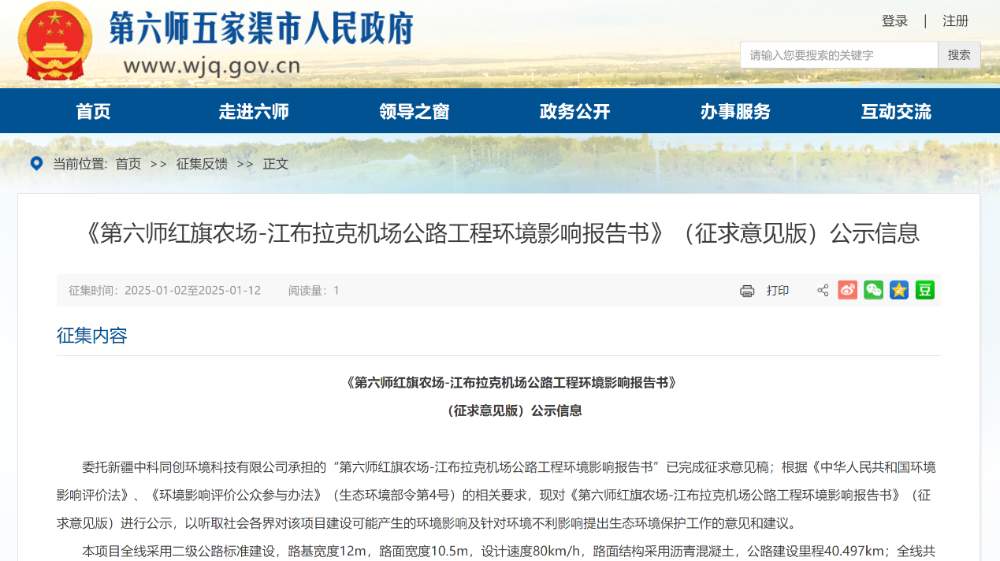 第六师五家渠市人民政府
www.wjq.gov.cn
登录 | 注册
请输入您要搜索的关键字 搜索
首页 走进六师 领导之窗 政务公开 办事服务 互动交流
当前位置: 首页 >> 征集反馈 >> 正文
《第六师红旗农场-江布拉克机场公路工程环境影响报告书》（征求意见版）公示信息
征集时间：2025-01-02至2025-01-12 阅读量：1 打印 豆
征集内容
《第六师红旗农场-江布拉克机场公路工程环境影响报告书》
（征求意见版）公示信息
委托新疆中科同创环境科技有限公司承担的“第六师红旗农场-江布拉克机场公路工程环境影响报告书”已完成征求意见稿；根据《中华人民共和国环境
影响评价法》、《环境影响评价公众参与办法》（生态环境部令第4号）的相关要求，现对《第六师红旗农场-江布拉克机场公路工程环境影响报告书》（征
求意见版）进行公示，以听取社会各界对该项目建设可能产生的环境影响及针对环境不利影响提出生态环境保护工作的意见和建议。
本项目全线采用二级公路标准建设，路基宽度12m，路面宽度10.5m，设计速度80km/h，路面结构采用沥青混凝土，公路建设里程40.497km；全线共